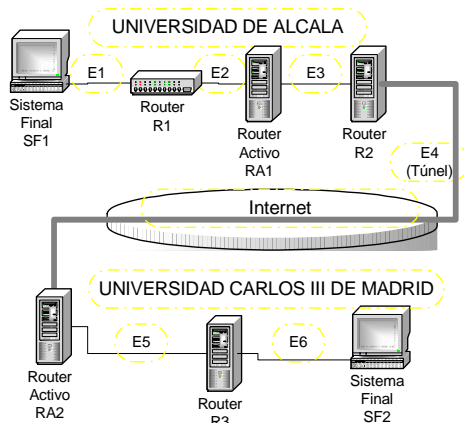 UNIVERSIDAD DE ALCALA
E1
E2
E3
Sistema
Final
SF1
Router
R1
Router
Activo
RA1
Router
R2
E4
(Túnel)
Internet
UNIVERSIDAD CARLOS III DE MADRID
E5
E6
Router
Activo
RA2
Router
R3
Sistema
Final
SF2